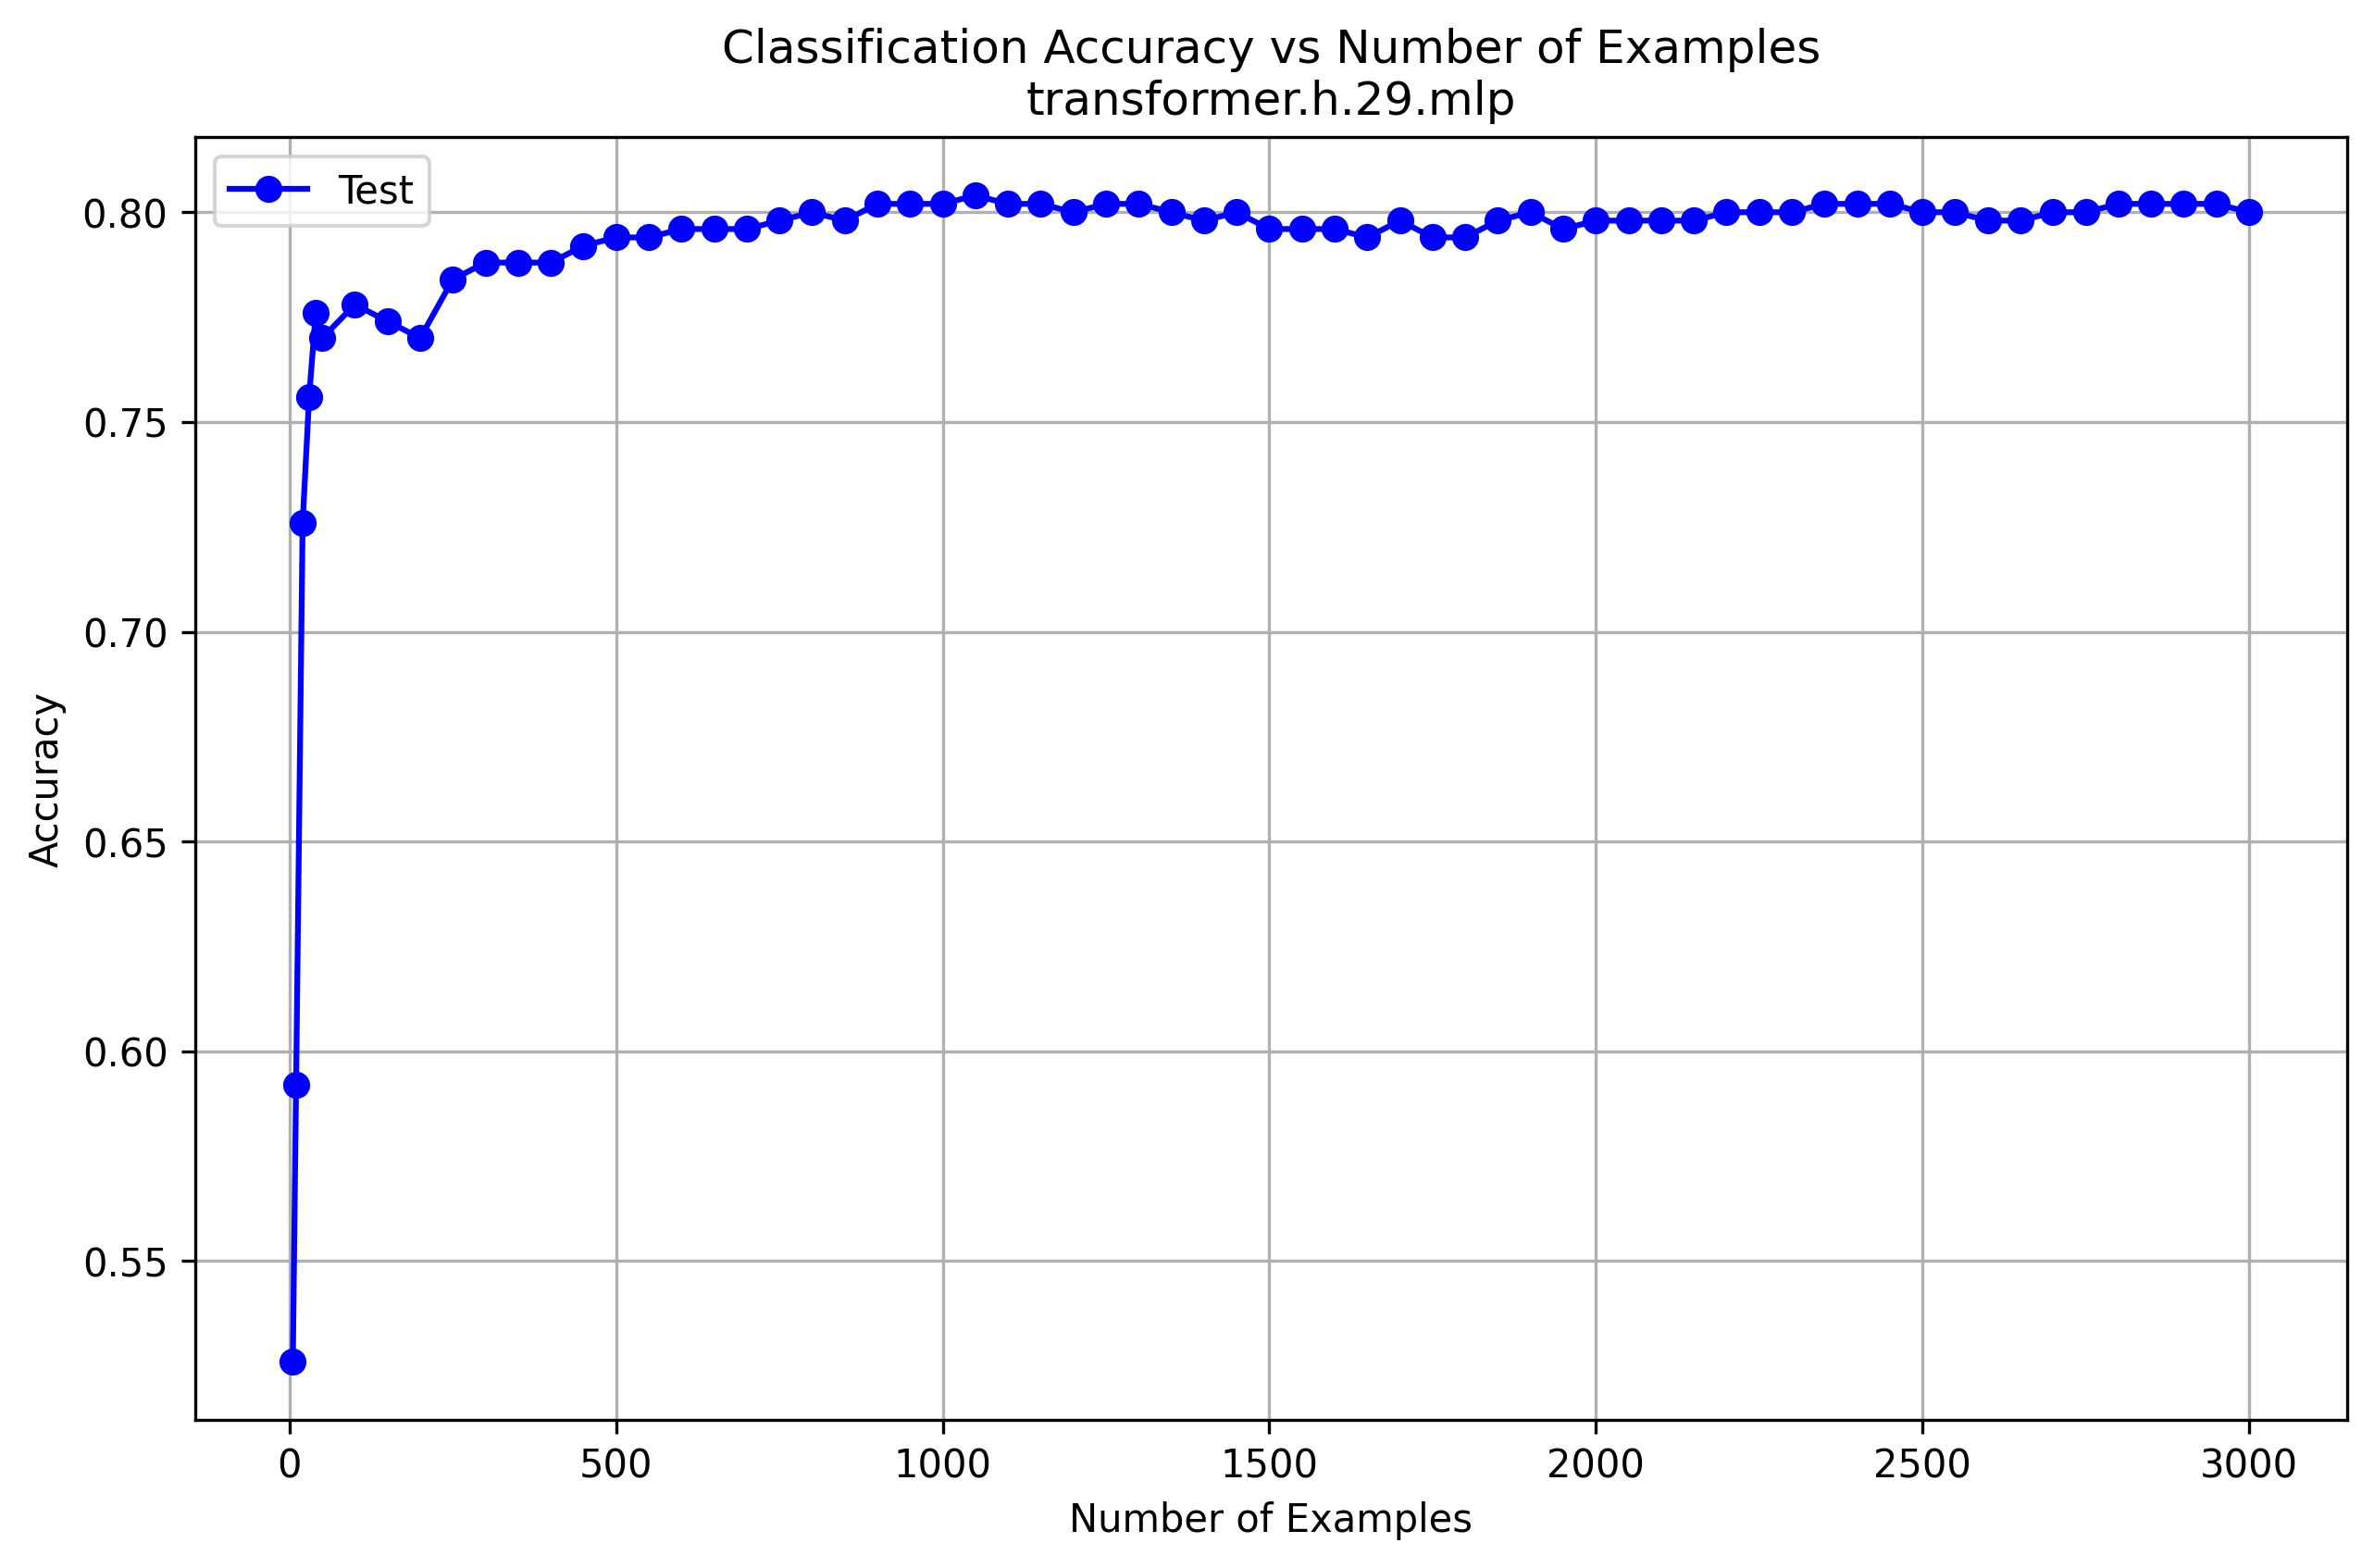 Classification Accuracy vs Number of Examples
transformer.h.29.mlp
Test
0.80
0.75
0.70
0.65
0.60
0.55
Accuracy
0 500 1000 1500 2000 2500 3000
Number of Examples